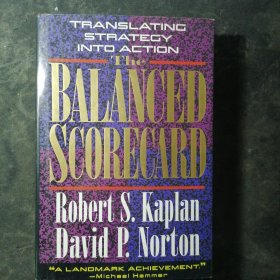 TRANSLATING
STRATEGY
INTO ACTION
The
BALANCED
SCORECARD
Robert S. Kaplan
David P. Norton
"A LANDMARK ACHIEVEMENT."
—Michael Hammer